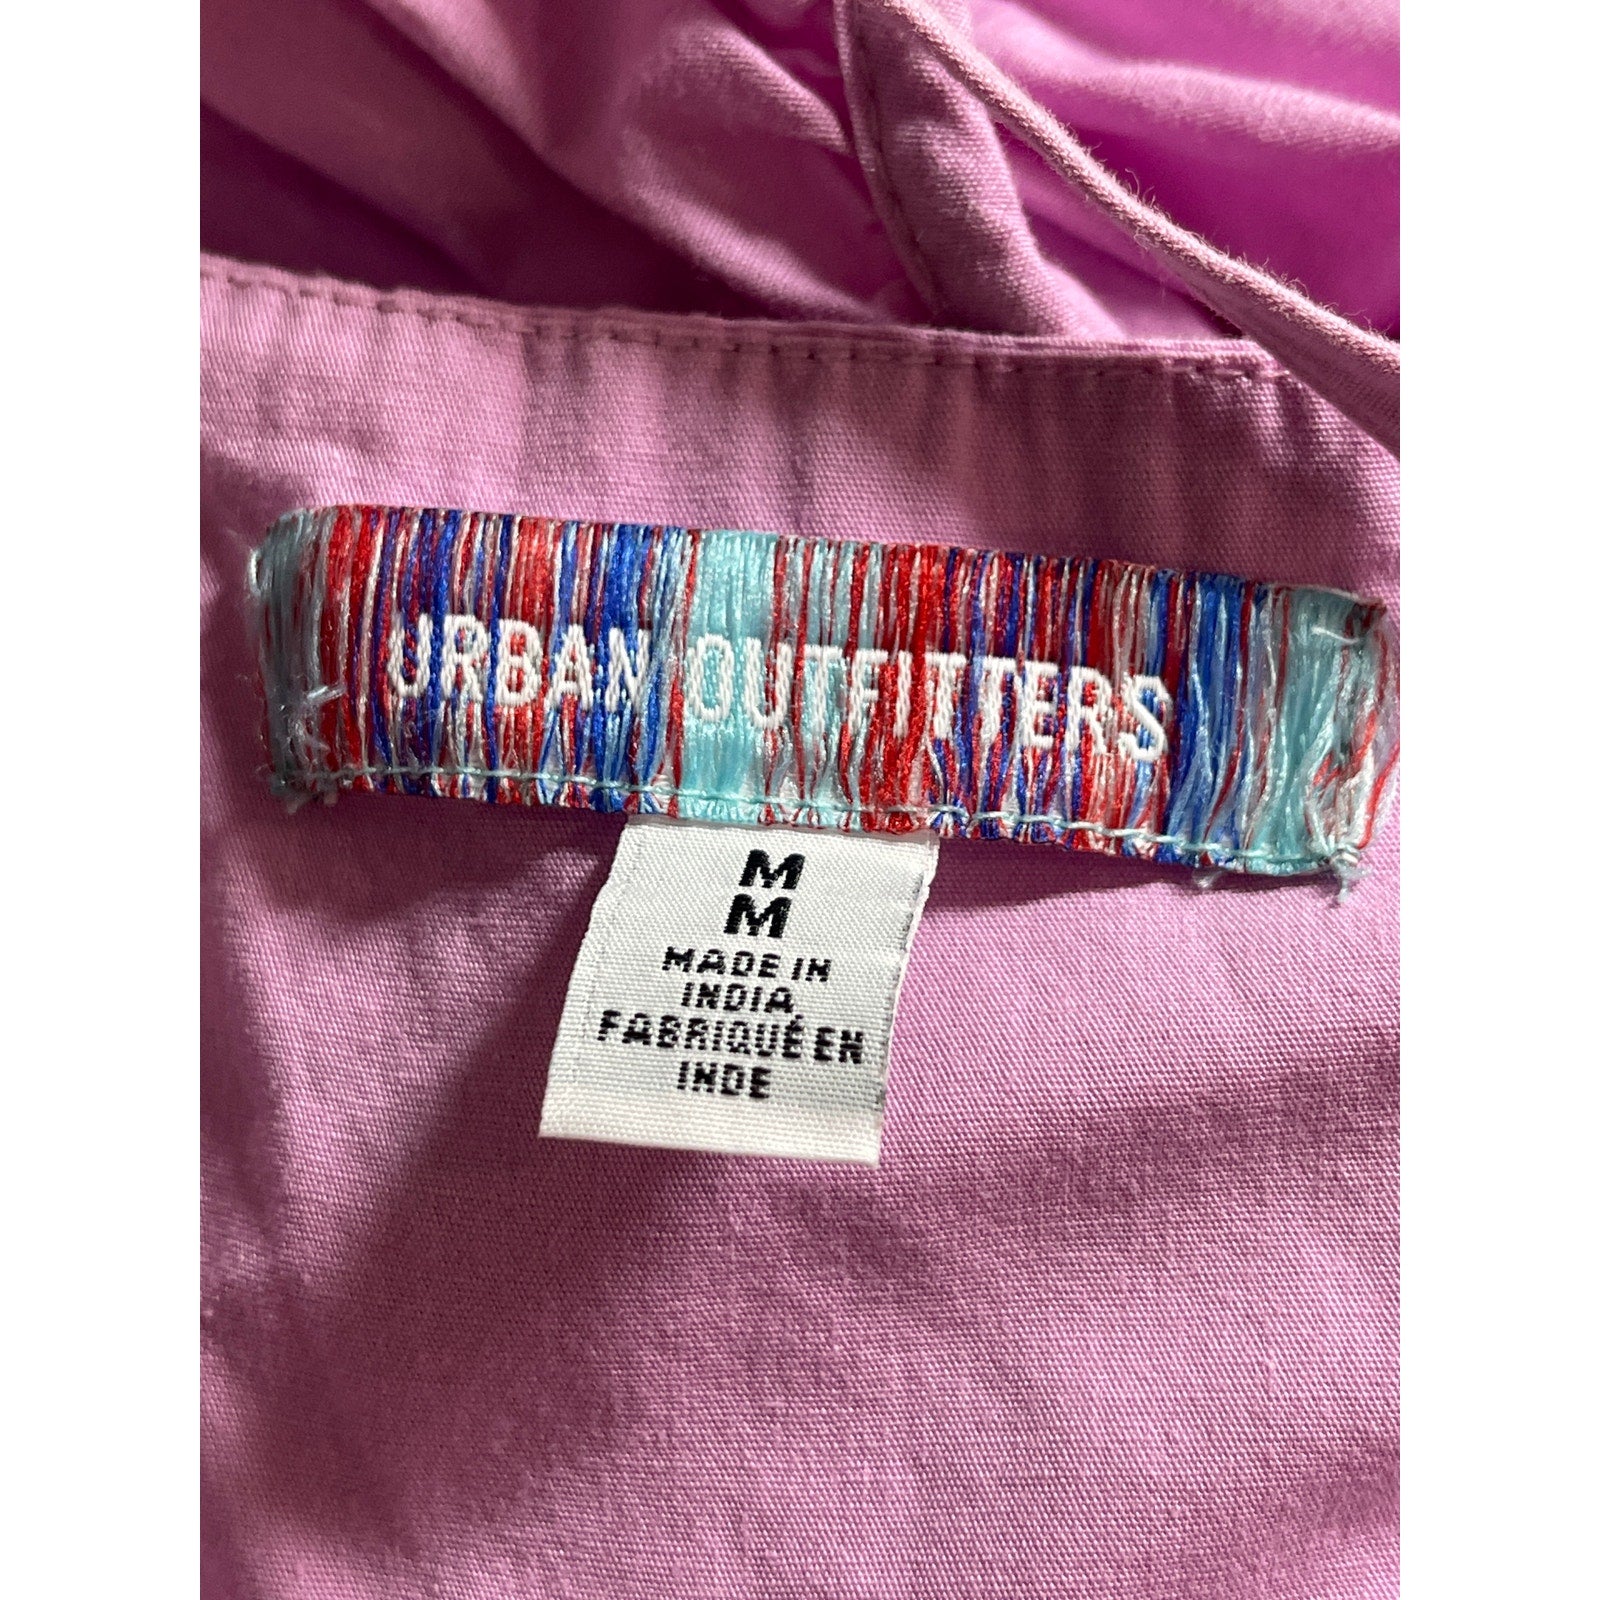 URBAN OUTFITTERS
M
M
MADE IN
INDIA
FABRIQUÉ EN
INDE